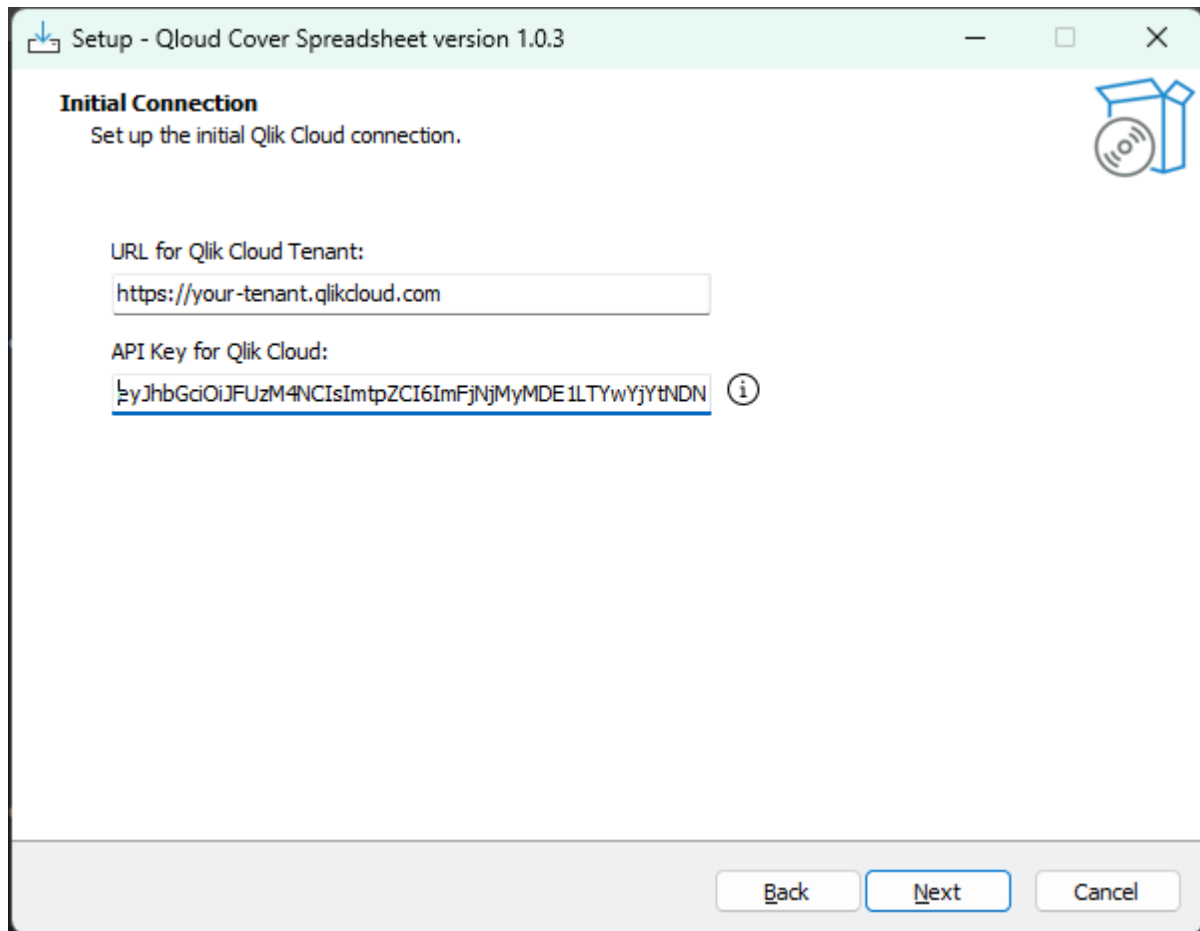 Setup - Qloud Cover Spreadsheet version 1.0.3
Initial Connection
Set up the initial Qlik Cloud connection.
URL for Qlik Cloud Tenant:
https://your-tenant.qlikcloud.com
API Key for Qlik Cloud:
eyJhbGciOiJFUzM4NCIsImtpZCI6ImFjNjMyMDE1LTYwYjYtNDN
Back
Next
Cancel